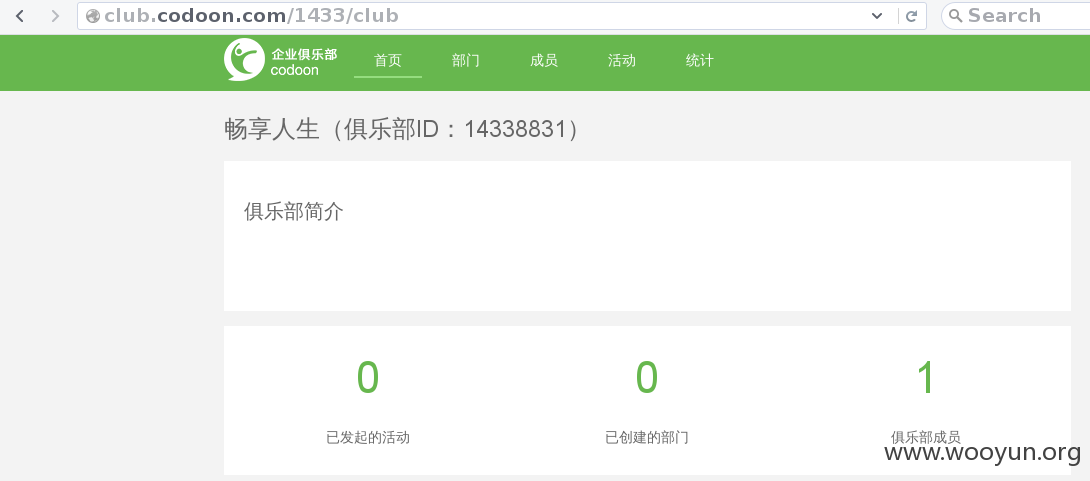 club.codoon.com/1433/club
Search
企业俱乐部
codoon
首页 部门 成员 活动 统计
畅享人生（俱乐部ID：14338831）
俱乐部简介
0 0 1
已发起的活动 已创建的部门 俱乐部成员
www.wooyun.org